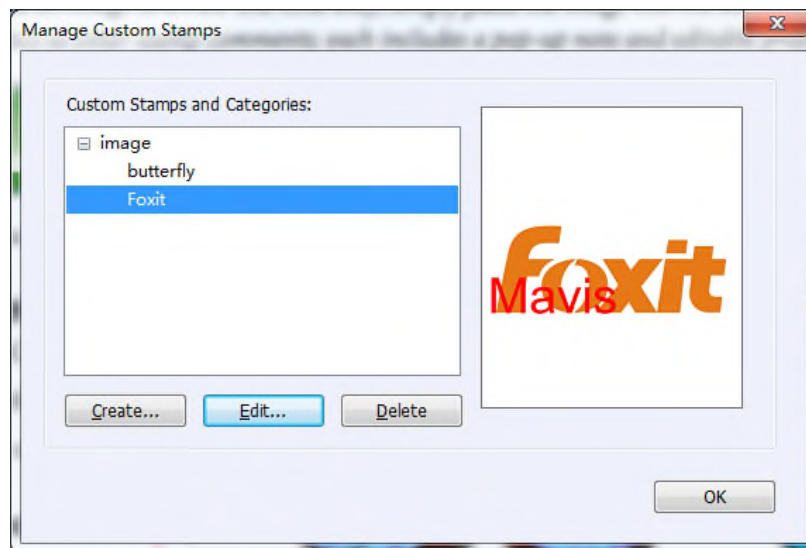 Manage Custom Stamps
Custom Stamps and Categories:
image
butterfly
Foxit
foxit
Mavis
Create...
Edit...
Delete
OK